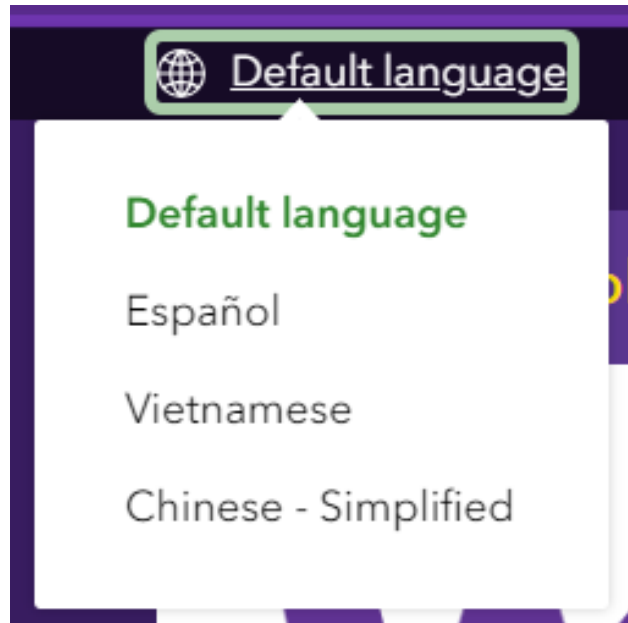 Default language
Default language
Español
Vietnamese
Chinese - Simplified